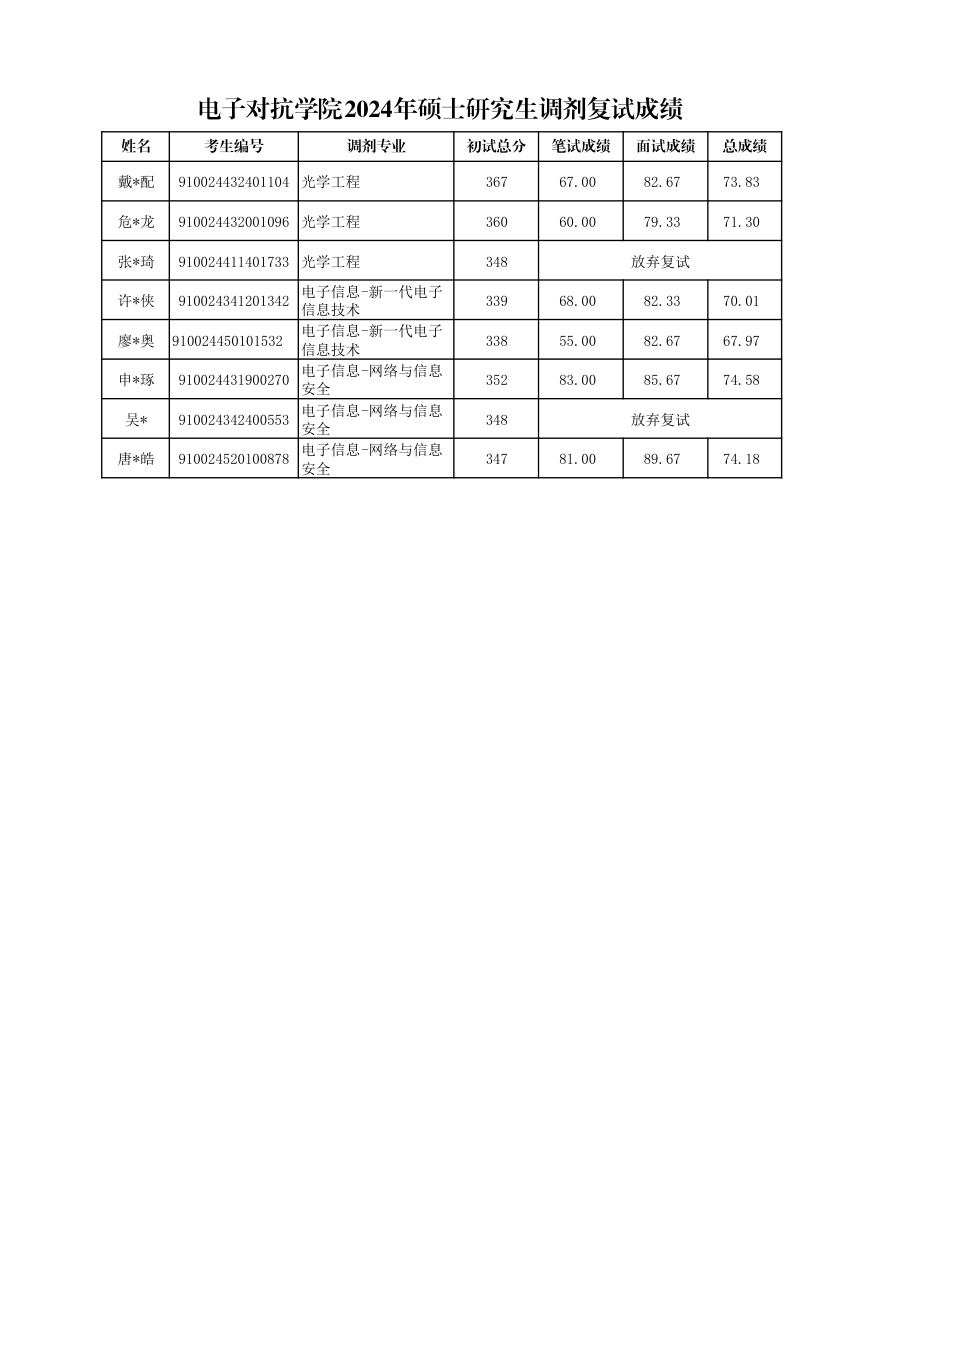 电子对抗学院2024年硕士研究生调剂复试成绩
姓名 考生编号 调剂专业 初试总分 笔试成绩 面试成绩 总成绩
戴*配 910024432401104 光学工程 367 67.00 82.67 73.83
危*龙 910024432001096 光学工程 360 60.00 79.33 71.30
张*琦 910024411401733 光学工程 348 放弃复试
许*侠 910024341201342 电子信息-新一代电子
信息技术 339 68.00 82.33 70.01
廖*奥 910024450101532 电子信息-新一代电子
信息技术 338 55.00 82.67 67.97
申*琢 910024431900270 电子信息-网络与信息
安全 352 83.00 85.67 74.58
吴* 910024342400553 电子信息-网络与信息
安全 348 放弃复试
唐*皓 910024520100878 电子信息-网络与信息
安全 347 81.00 89.67 74.18